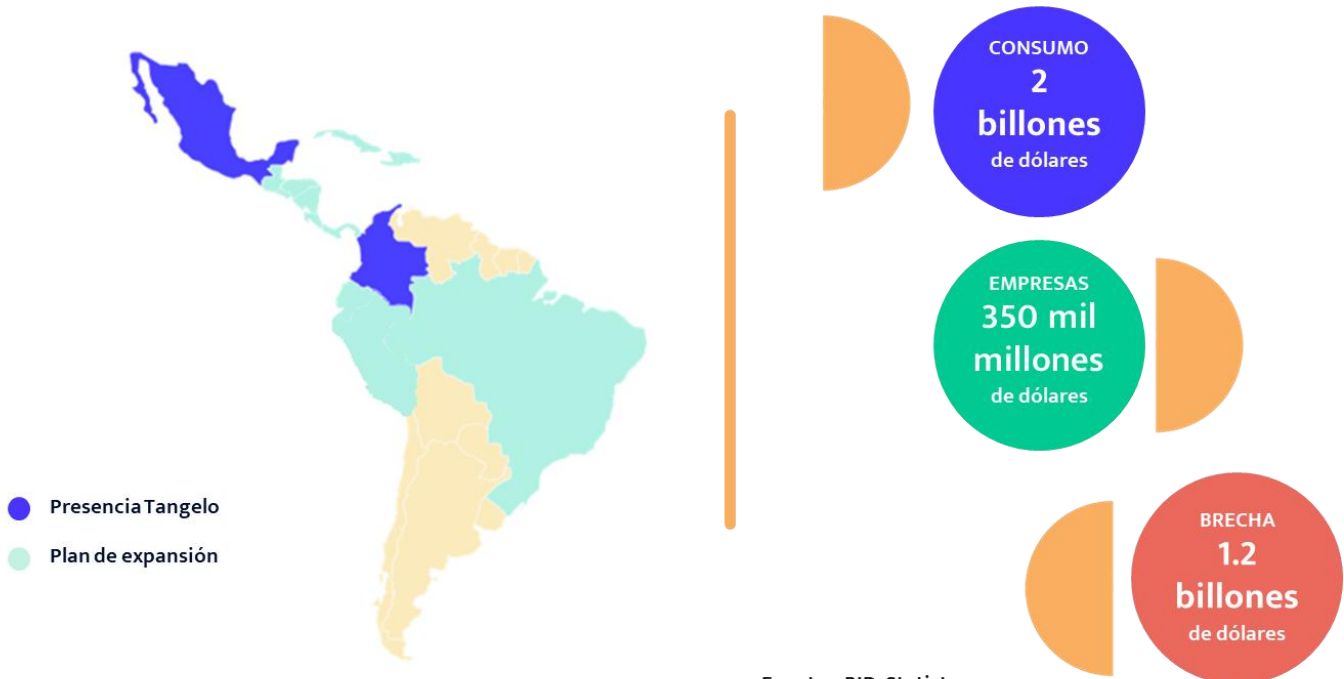 CONSUMO
2
billones
de dólares
EMPRESAS
350 mil
millones
de dólares
Presencia Tangelo
Plan de expansión
BRECHA
1.2
billones
de dólares